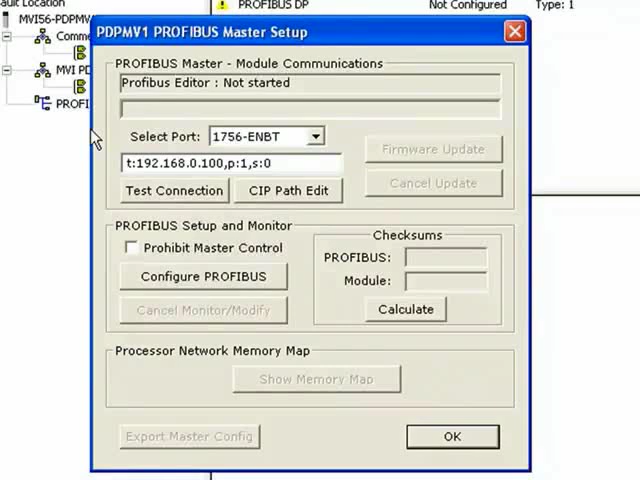 ault Location
PROFIBUS DP
Not Configured
Type: 1
MVI56-PDPMV
Comme
MVI PD
PROFI
PDPMV1 PROFIBUS Master Setup
PROFIBUS Master - Module Communications
Profibus Editor : Not started
Select Port:
1756-ENBT
Firmware Update
t:192.168.0.100,p:1,s:0
Test Connection
CIP Path Edit
Cancel Update
PROFIBUS Setup and Monitor
Prohibit Master Control
Configure PROFIBUS
Cancel Monitor/Modify
Checksums
PROFIBUS:
Module:
Calculate
Processor Network Memory Map
Show Memory Map
Export Master Config
OK